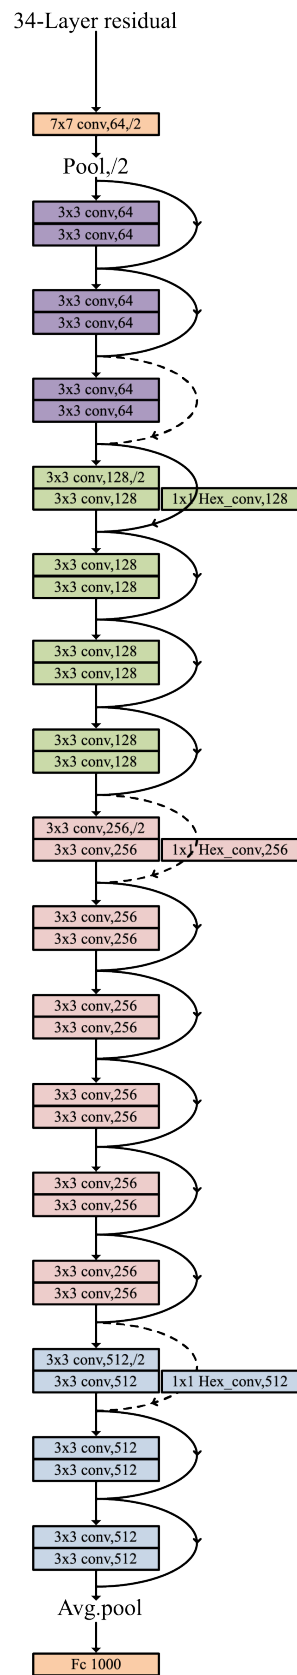 34-Layer residual
7x7 conv,64,/2
Pool,/2
3x3 conv,64
3x3 conv,64
3x3 conv,64
3x3 conv,64
3x3 conv,64
3x3 conv,64
3x3 conv,128,/2
3x3 conv,128 1x1 Hex_conv,128
3x3 conv,128
3x3 conv,128
3x3 conv,128
3x3 conv,128
3x3 conv,128
3x3 conv,128
3x3 conv,256,/2
3x3 conv,256 1x1 Hex_conv,256
3x3 conv,256
3x3 conv,256
3x3 conv,256
3x3 conv,256
3x3 conv,256
3x3 conv,256
3x3 conv,256
3x3 conv,256
3x3 conv,256
3x3 conv,256
3x3 conv,512,/2
3x3 conv,512 1x1 Hex_conv,512
3x3 conv,512
3x3 conv,512
3x3 conv,512
3x3 conv,512
Avg.pool
Fc 1000